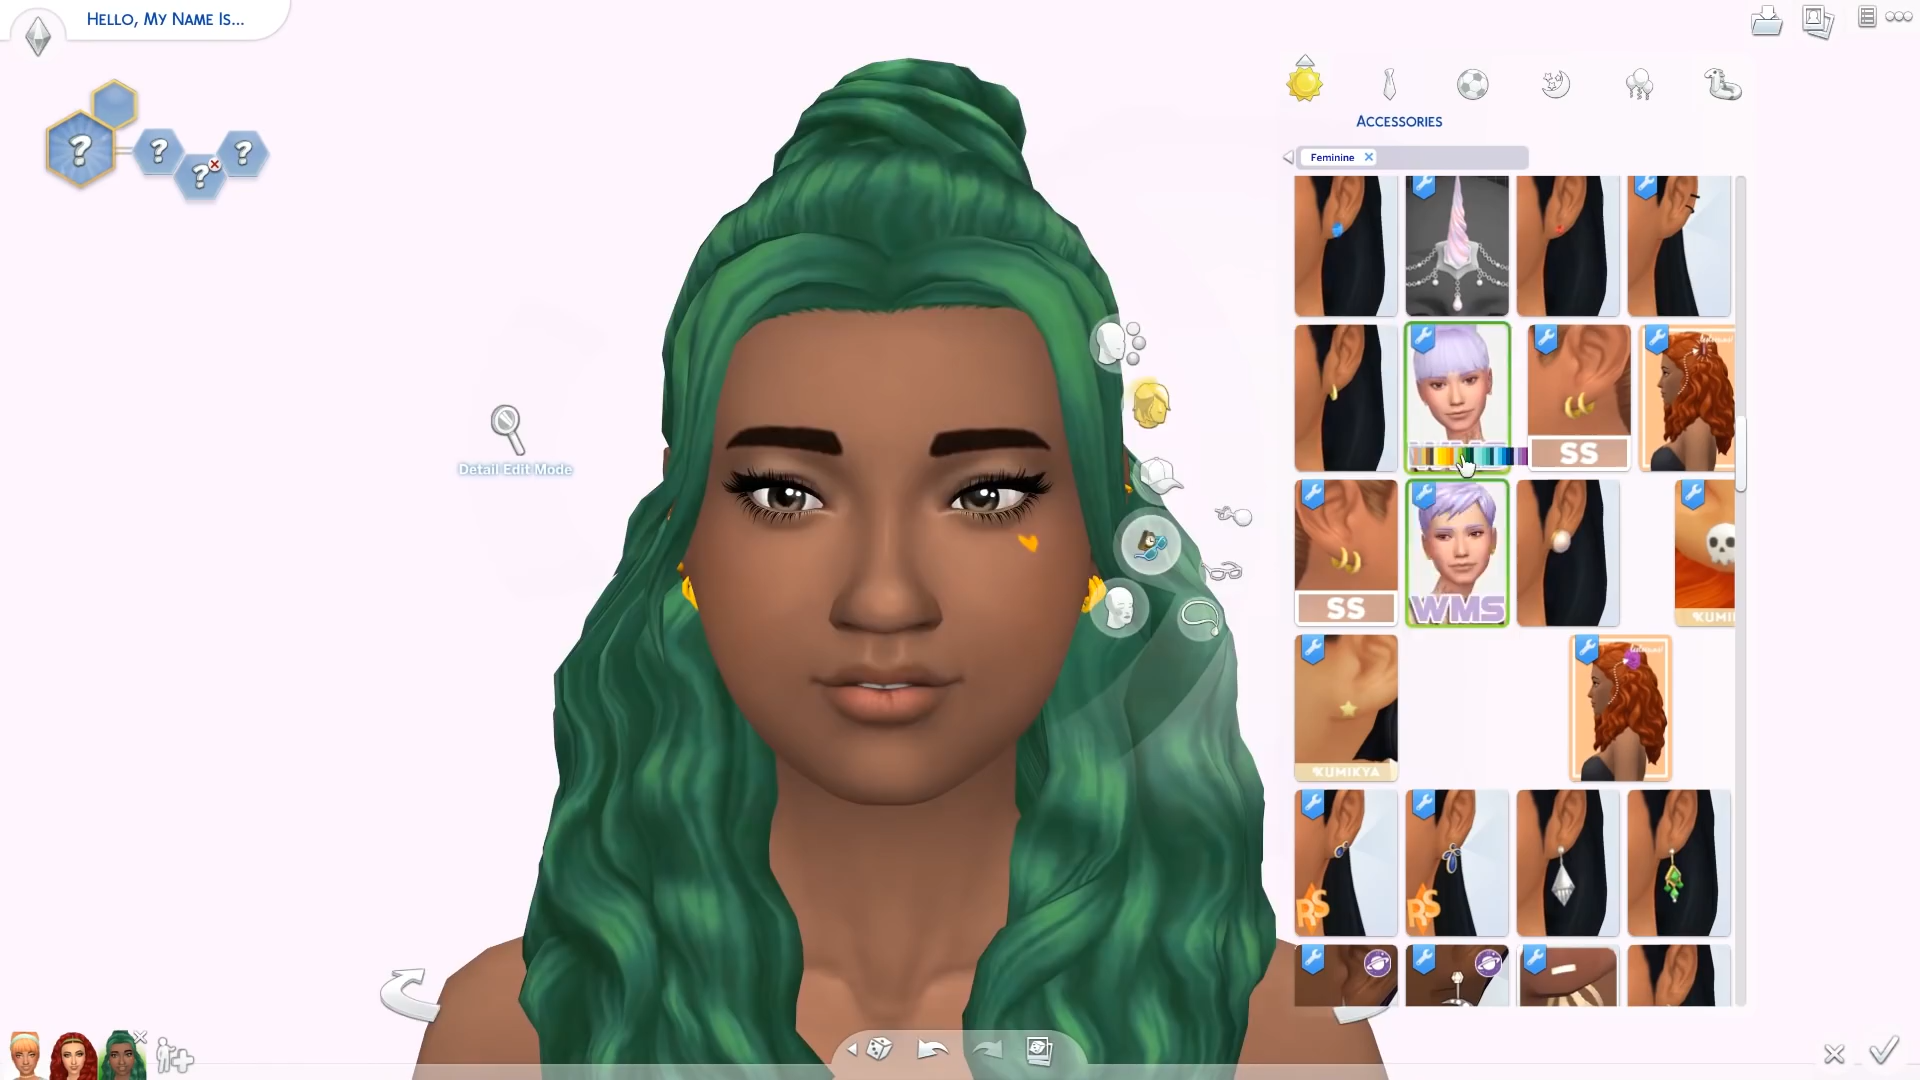 HELLO, MY NAME IS...
ACCESSORIES
Feminine
Detail Edit Mode
SS
SS
WMS
KUMIKYA
RS
RS